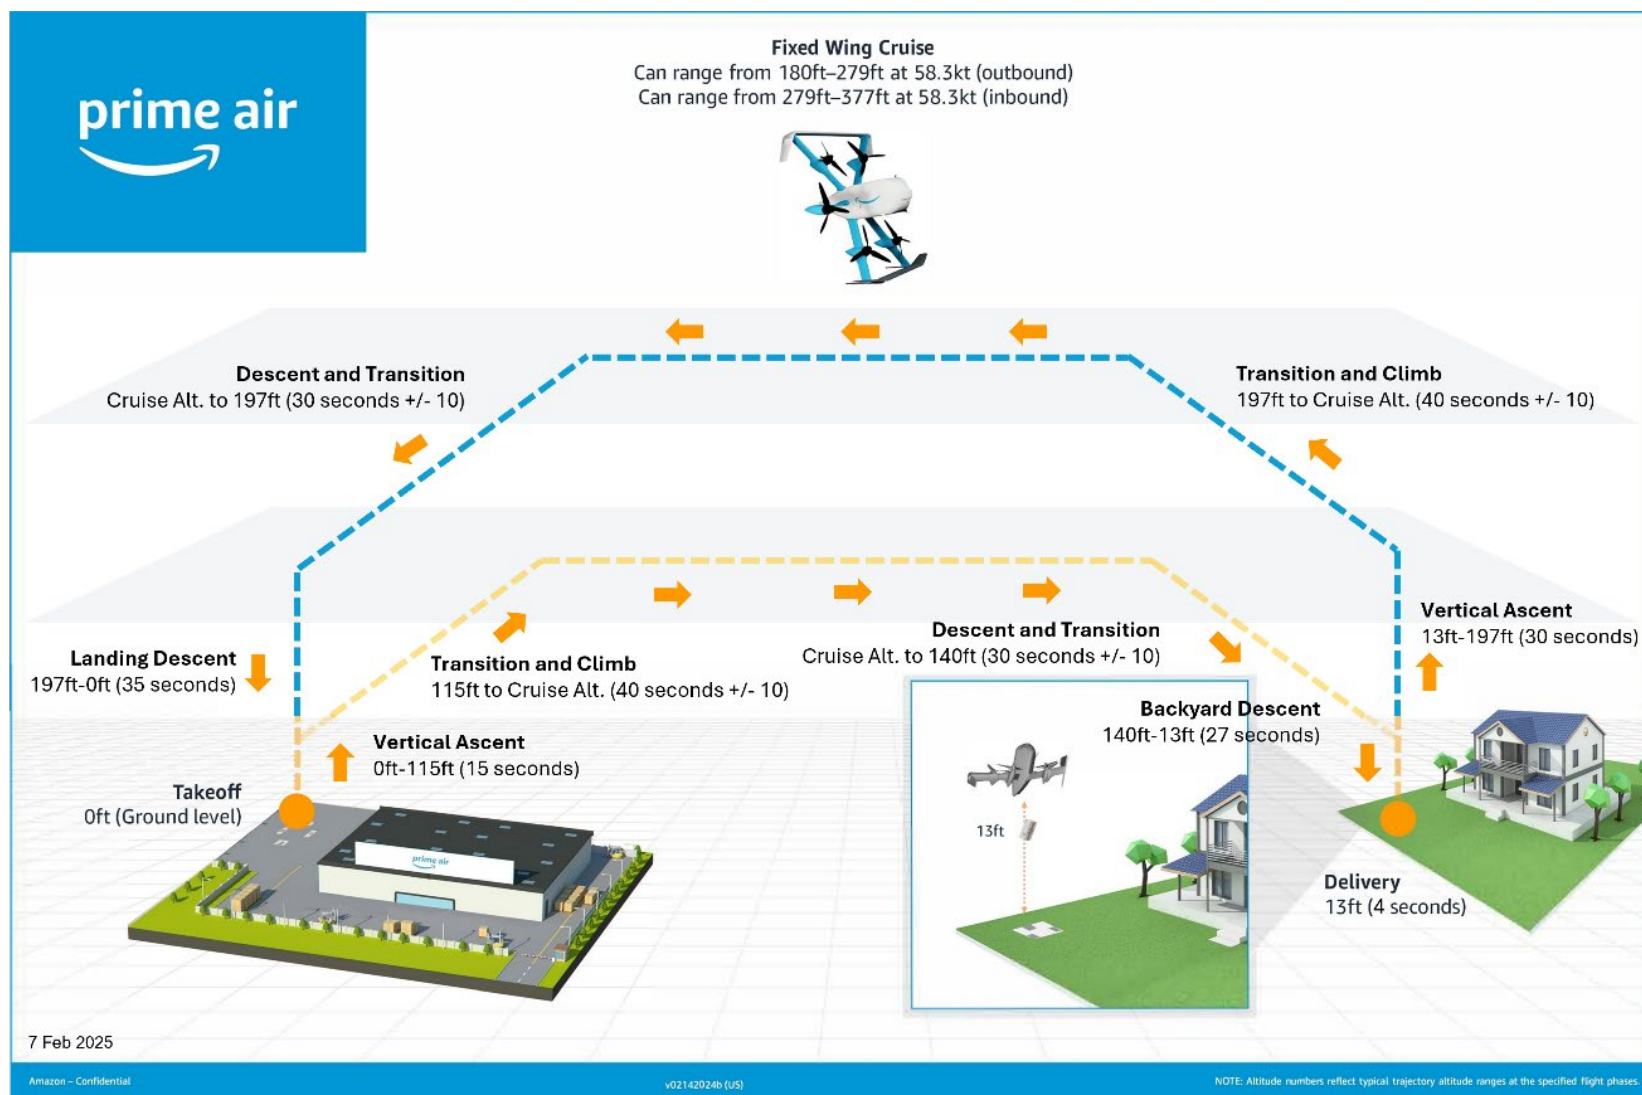 prime air
Fixed Wing Cruise
Can range from 180ft–279ft at 58.3kt (outbound)
Can range from 279ft–377ft at 58.3kt (inbound)
Descent and Transition
Cruise Alt. to 197ft (30 seconds +/- 10)
Transition and Climb
197ft to Cruise Alt. (40 seconds +/- 10)
Landing Descent
197ft-0ft (35 seconds)
Transition and Climb
115ft to Cruise Alt. (40 seconds +/- 10)
Descent and Transition
Cruise Alt. to 140ft (30 seconds +/- 10)
Vertical Ascent
13ft-197ft (30 seconds)
Backyard Descent
140ft-13ft (27 seconds)
Vertical Ascent
0ft-115ft (15 seconds)
Takeoff
0ft (Ground level)
prime air
13ft
Delivery
13ft (4 seconds)
7 Feb 2025
Amazon – Confidential
v02142024b (US)
NOTE: Altitude numbers reflect typical trajectory altitude ranges at the specified flight phases.